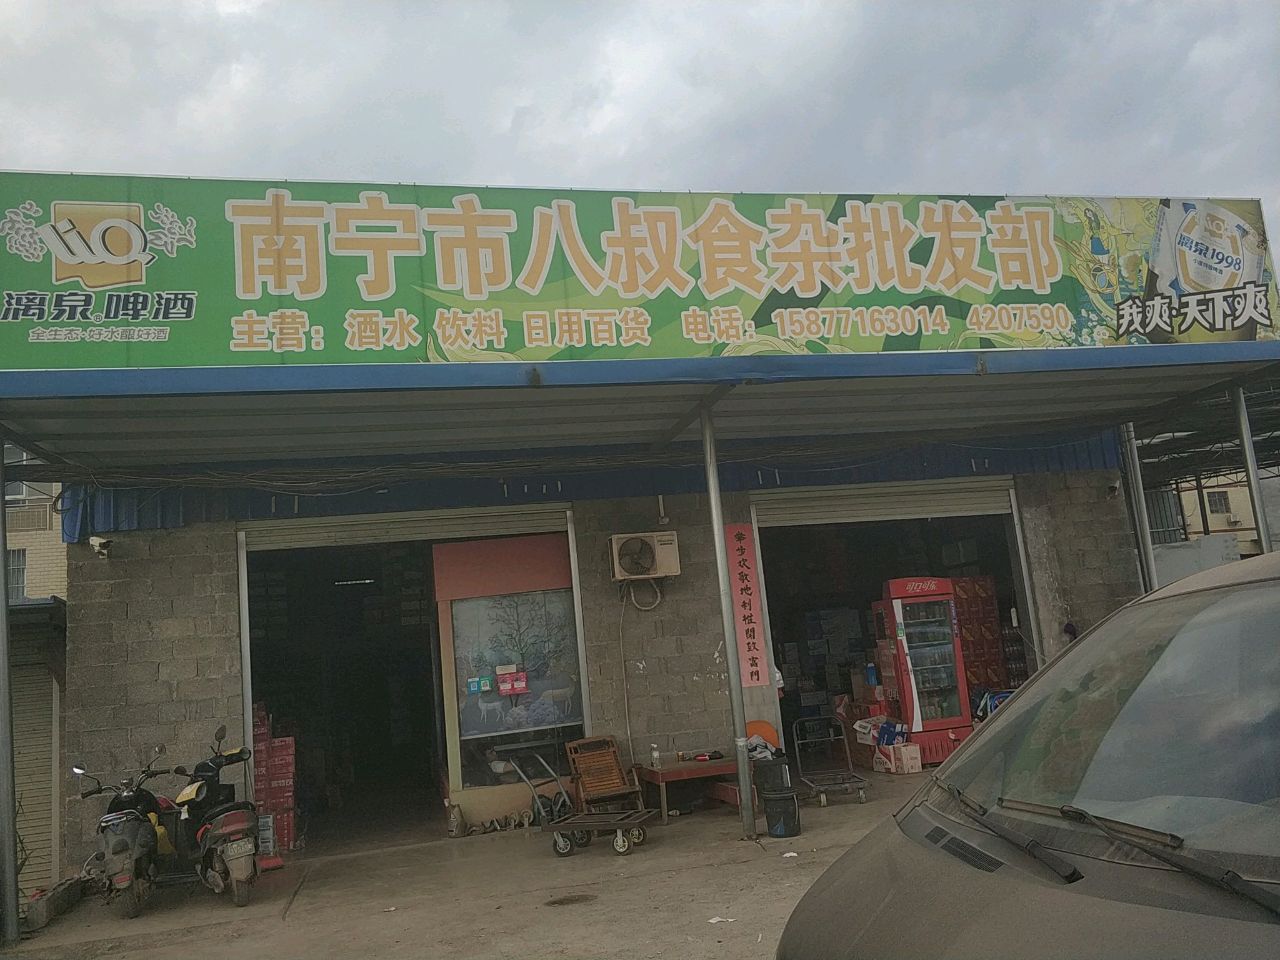 LiQ
漓泉®啤酒
全生态·好水酿好酒
南宁市八叔食杂批发部
主营：酒水 饮料 日用百货 电话：15877163014 4207590
漓泉1998
我爽·天下爽
可口可乐